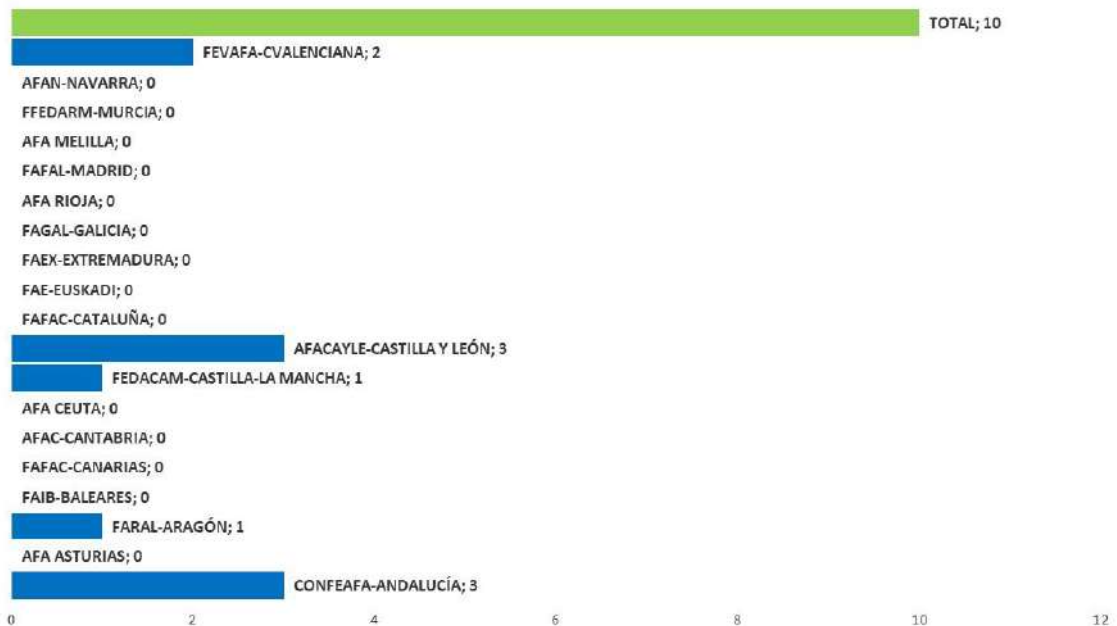 TOTAL; 10
FEVAFA-CVALENCIANA; 2
AFAN-NAVARRA; 0
FFEDARM-MURCIA; 0
AFA MELILLA; 0
FAFAL-MADRID; 0
AFA RIOJA; 0
FAGAL-GALICIA; 0
FAEX-EXTREMADURA; 0
FAE-EUSKADI; 0
FAFAC-CATALUÑA; 0
AFACAYLE-CASTILLA Y LEÓN; 3
FEDACAM-CASTILLA-LA MANCHA; 1
AFA CEUTA; 0
AFAC-CANTABRIA; 0
FAFAC-CANARIAS; 0
FAIB-BALEARES; 0
FARAL-ARAGÓN; 1
AFA ASTURIAS; 0
CONFEAFA-ANDALUCÍA; 3
0 2 4 6 8 10 12